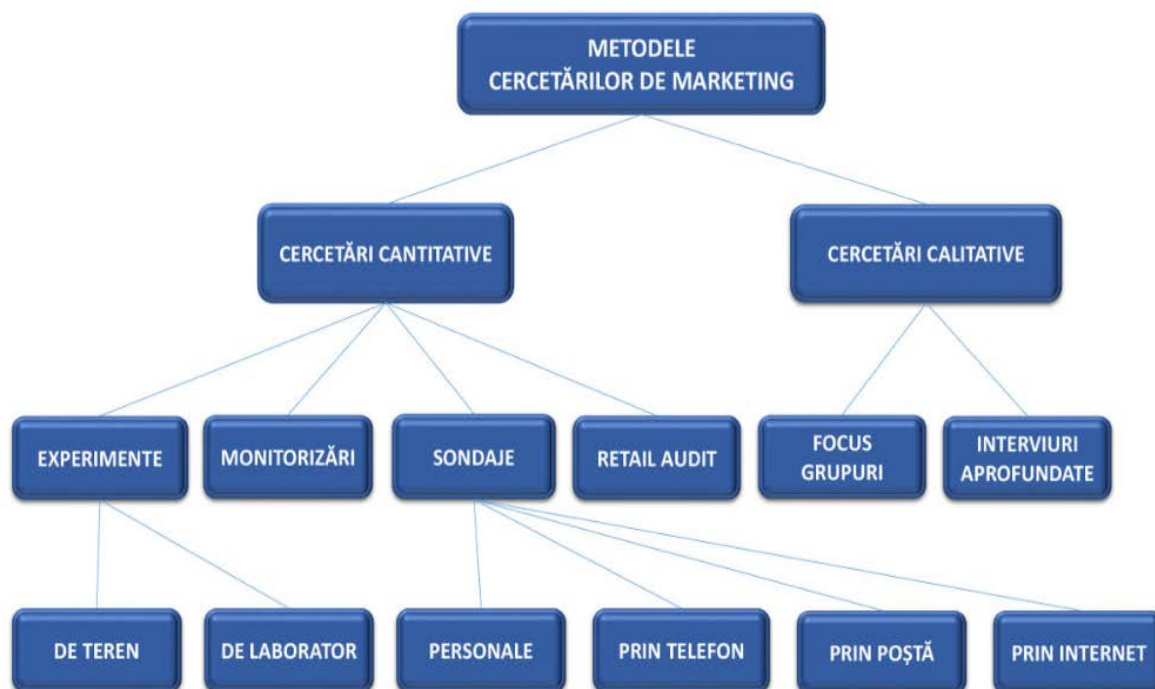 METODELE
CERCETĂRILOR DE MARKETING
CERCETĂRI CANTITATIVE
CERCETĂRI CALITATIVE
EXPERIMENTE
MONITORIZĂRI
SONDAJE
RETAIL AUDIT
FOCUS
GRUPURI
INTERVIURI
APROFUNDATE
DE TEREN
DE LABORATOR
PERSONALE
PRIN TELEFON
PRIN POȘTĂ
PRIN INTERNET